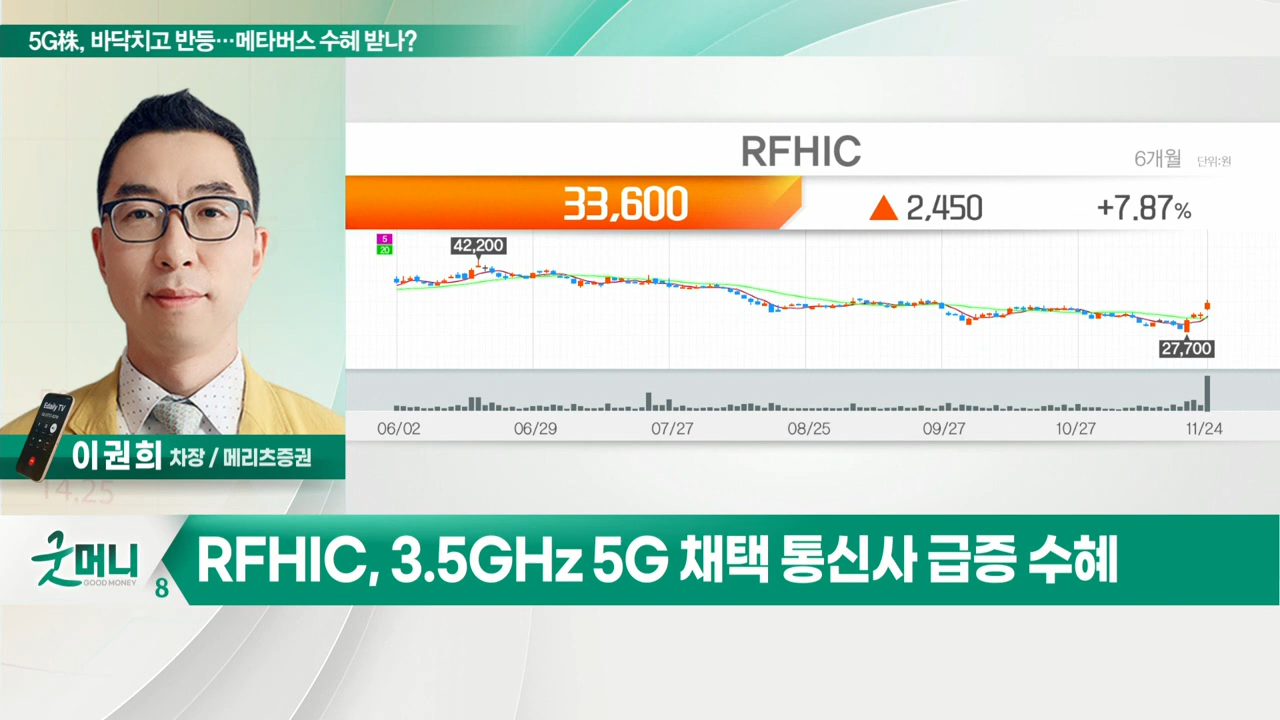 5G株, 바닥치고 반등…메타버스 수혜 받나?
RFHIC
6개월 단위:원
33,600 ▲ 2,450 +7.87%
5
20
42,200
27,700
06/02 06/29 07/27 08/25 09/27 10/27 11/24
Edaily TV
이권희 차장 / 메리츠증권
14.25
굿머니
GOOD MONEY
8
RFHIC, 3.5GHz 5G 채택 통신사 급증 수혜